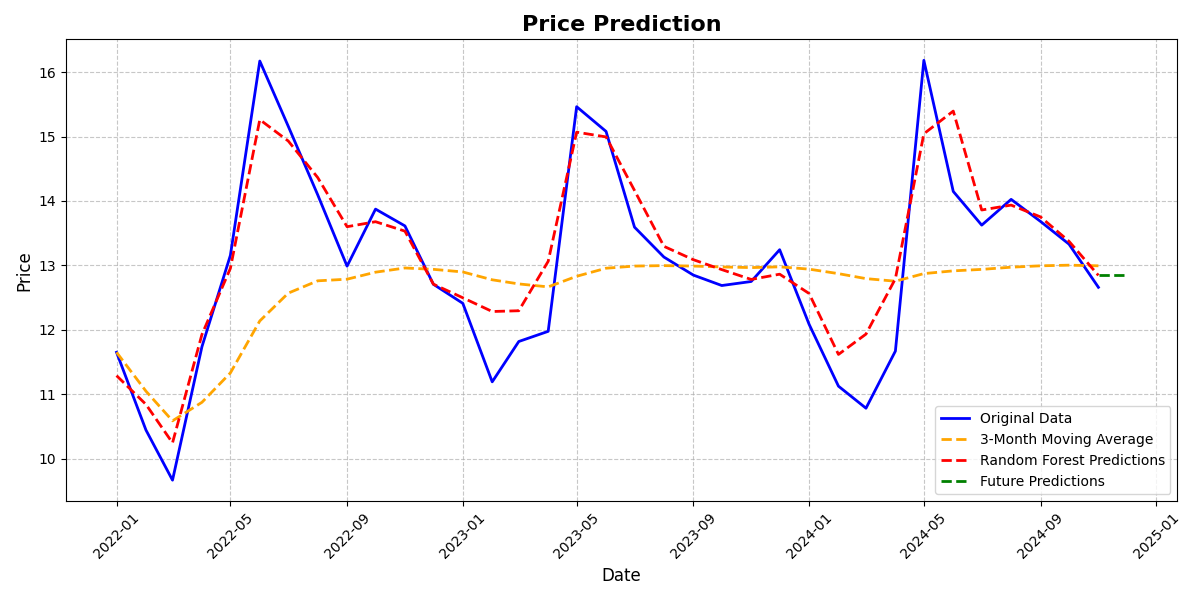 Price Prediction
Price
16
15
14
13
12
11
10
2022-01
2022-05
2022-09
2023-01
2023-05
2023-09
2024-01
2024-05
2024-09
2025-01
Date
Original Data
3-Month Moving Average
Random Forest Predictions
Future Predictions